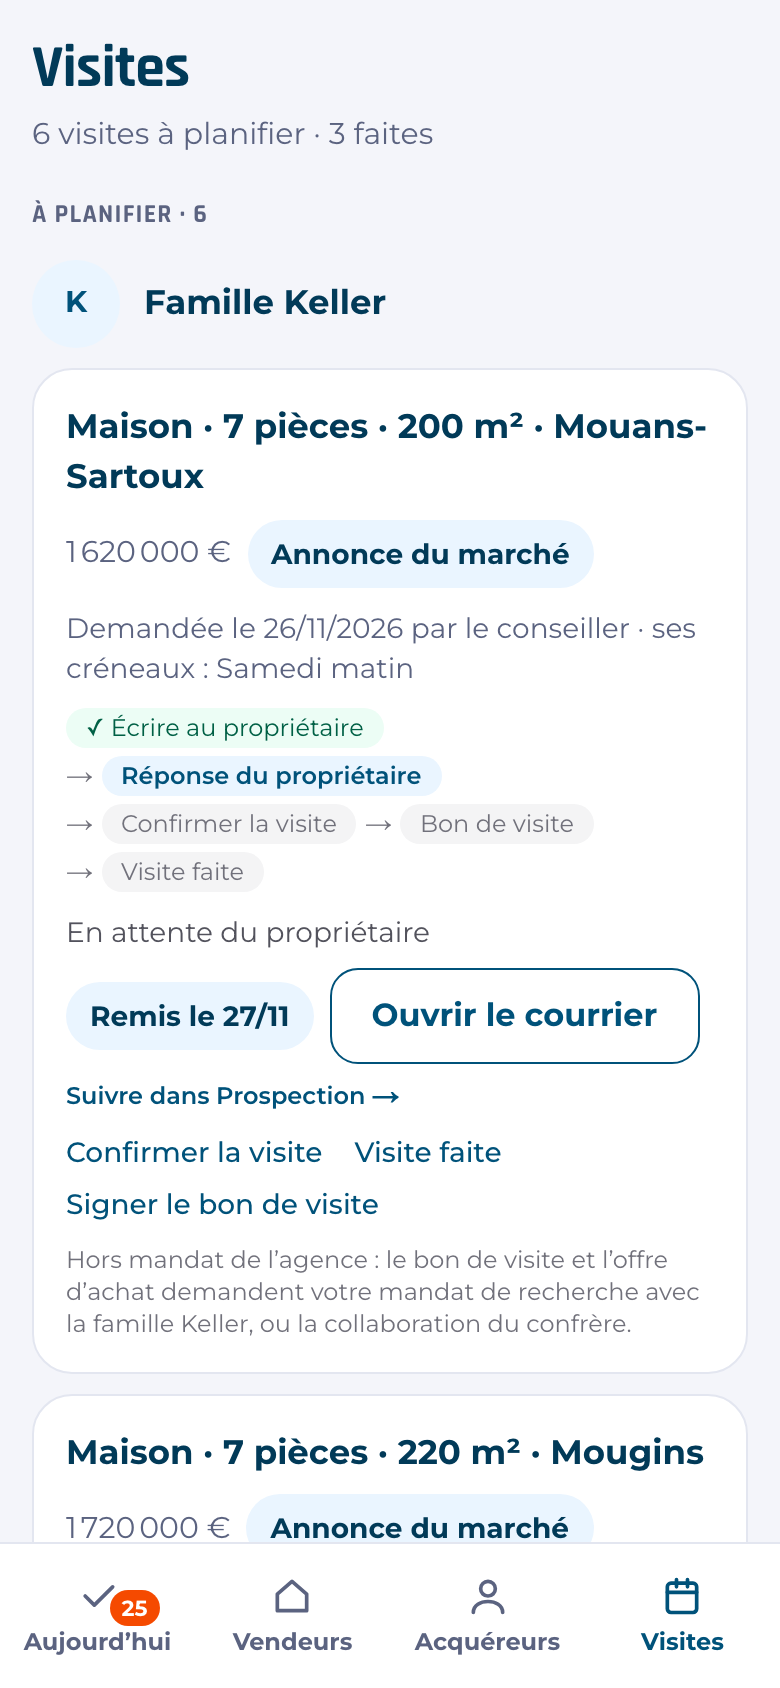 Visites
6 visites à planifier · 3 faites
À PLANIFIER · 6
K Famille Keller
Maison · 7 pièces · 200 m² · Mouans-
Sartoux
1 620 000 € Annonce du marché
Demandée le 26/11/2026 par le conseiller · ses
créneaux : Samedi matin
✓ Écrire au propriétaire
→ Réponse du propriétaire
→ Confirmer la visite → Bon de visite
→ Visite faite
En attente du propriétaire
Remis le 27/11 Ouvrir le courrier
Suivre dans Prospection →
Confirmer la visite Visite faite
Signer le bon de visite
Hors mandat de l’agence : le bon de visite et l’offre
d’achat demandent votre mandat de recherche avec
la famille Keller, ou la collaboration du confrère.
Maison · 7 pièces · 220 m² · Mougins
1 720 000 € Annonce du marché
25
Aujourd’hui Vendeurs Acquéreurs Visites